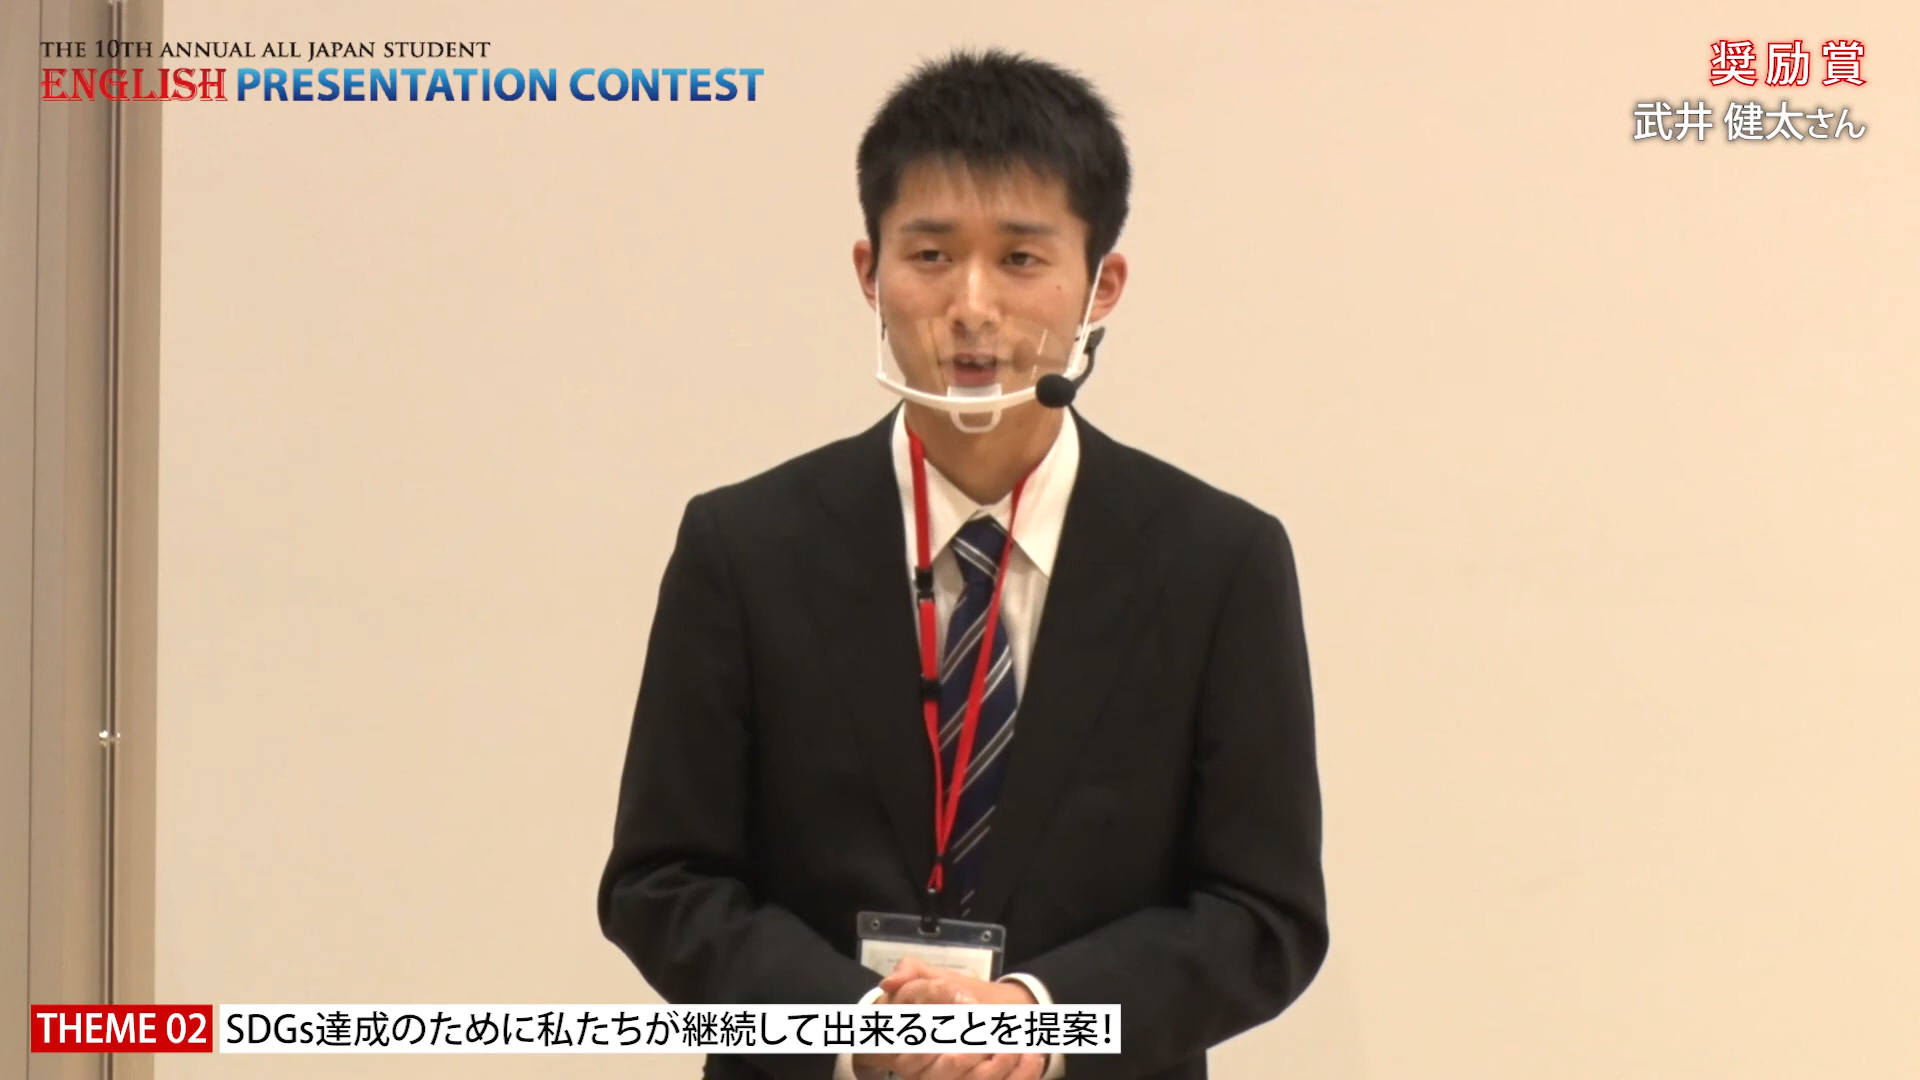 THE 10TH ANNUAL ALL JAPAN STUDENT
ENGLISH PRESENTATION CONTEST
奨励賞
武井 健太さん
THEME 02 SDGs達成のために私たちが継続して出来ることを提案!